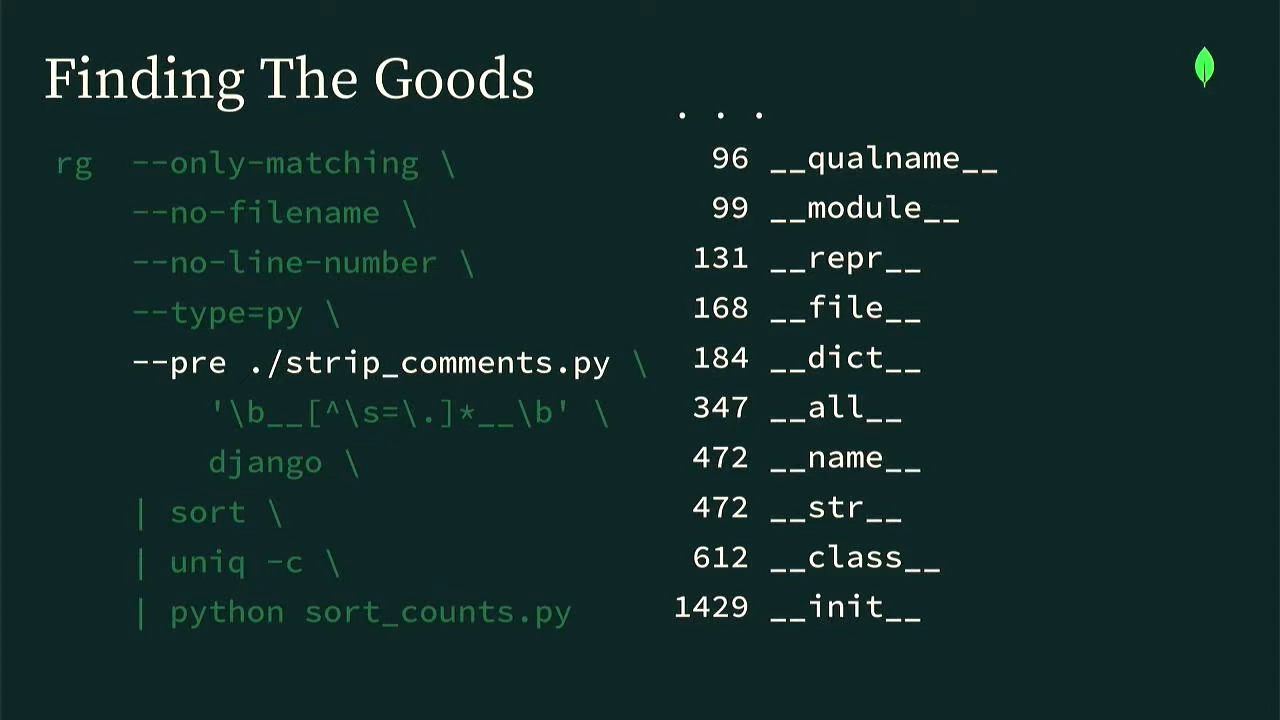 Finding The Goods
rg --only-matching \
--no-filename \
--no-line-number \
--type=py \
--pre ./strip_comments.py \
'\b__[^\s=\.]*__\b' \
django \
| sort \
| uniq -c \
| python sort_counts.py
. . .
96 __qualname__
99 __module__
131 __repr__
168 __file__
184 __dict__
347 __all__
472 __name__
472 __str__
612 __class__
1429 __init__